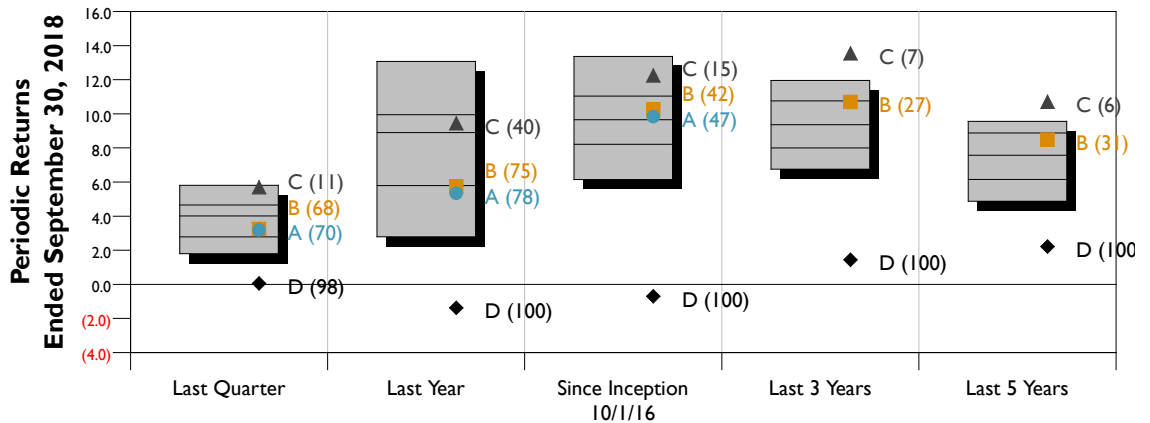 Periodic Returns
Ended September 30, 2018
16.0
14.0
12.0
10.0
8.0
6.0
4.0
2.0
0.0
(2.0)
(4.0)
C (11)
B (68)
A (70)
D (98)
C (40)
B (75)
A (78)
D (100)
C (15)
B (42)
A (47)
D (100)
C (7)
B (27)
D (100)
C (6)
B (31)
D (100
Last Quarter
Last Year
Since Inception
10/1/16
Last 3 Years
Last 5 Years